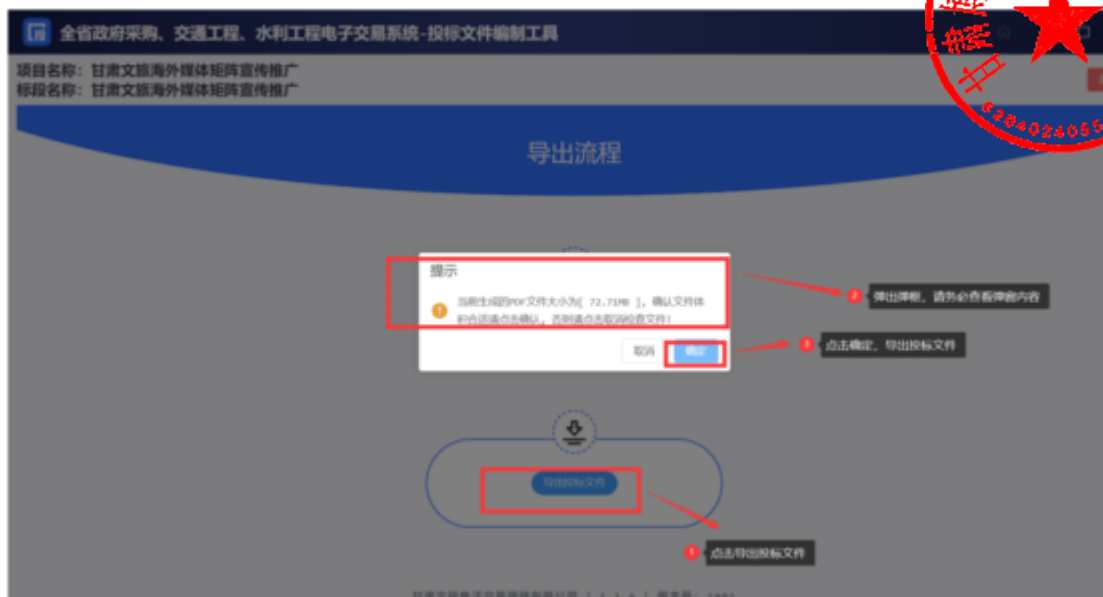 全省政府采购、交通工程、水利工程电子交易系统-投标文件编制工具
项目名称：甘肃文旅海外媒体矩阵宣传推广
标段名称：甘肃文旅海外媒体矩阵宣传推广
导出流程
提示
当前生成的PDF文件大小为[ 72.71MB ]，确认文件体
积合适请点击确认，否则请点击取消检查文件！
取消 确定
2 弹出弹框，请务必查看弹窗内容
3 点击确定，导出投标文件
导出投标文件
1 点击导出投标文件